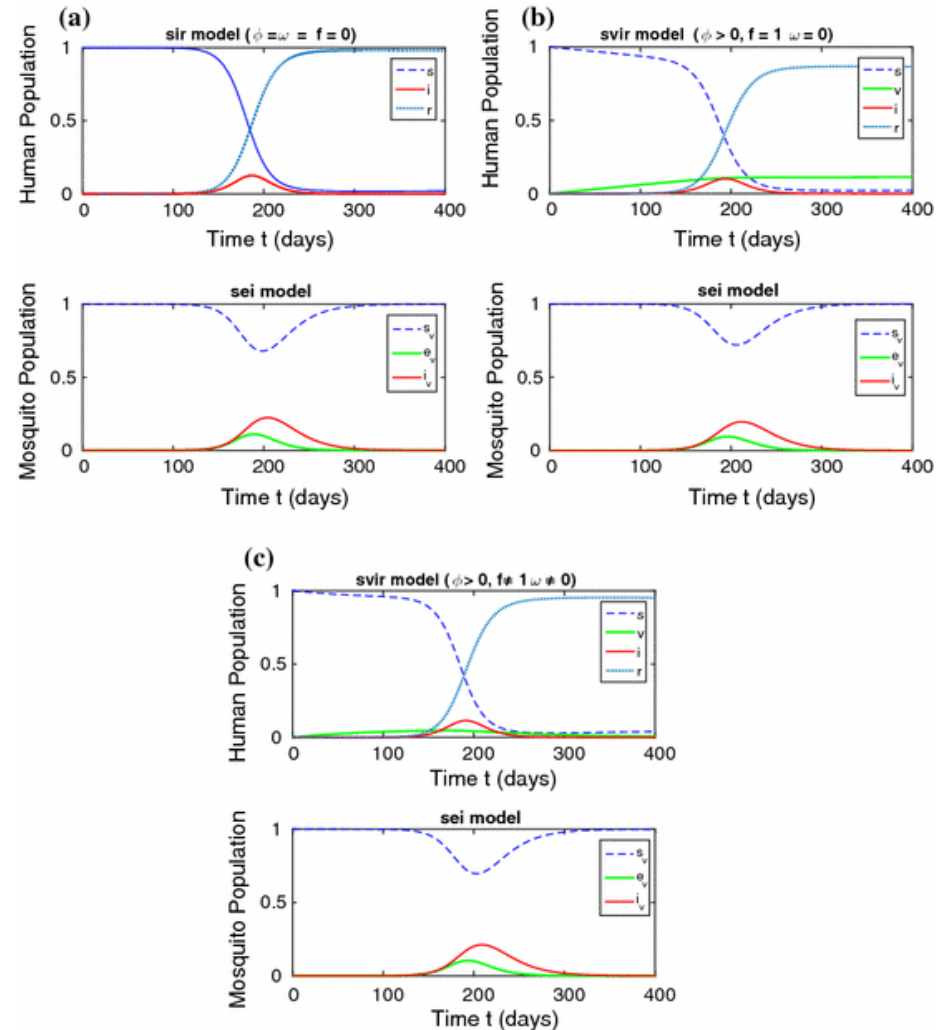 (a)
sir model ( ϕ = ω = f = 0)
Human Population
1
0.5
0
s
i
r
0 100 200 300 400
Time t (days)
sei model
Mosquito Population
1
0.5
0
s_v
e_v
i_v
0 100 200 300 400
Time t (days)
(b)
svir model (ϕ > 0, f = 1 ω = 0)
Human Population
1
0.5
0
s
v
i
r
0 100 200 300 400
Time t (days)
sei model
Mosquito Population
1
0.5
0
s_v
e_v
i_v
0 100 200 300 400
Time t (days)
(c)
svir model ( ϕ > 0, f ≠ 1 ω ≠ 0)
Human Population
1
0.5
0
s
v
i
r
0 100 200 300 400
Time t (days)
sei model
Mosquito Population
1
0.5
0
s_v
e_v
i_v
0 100 200 300 400
Time t (days)